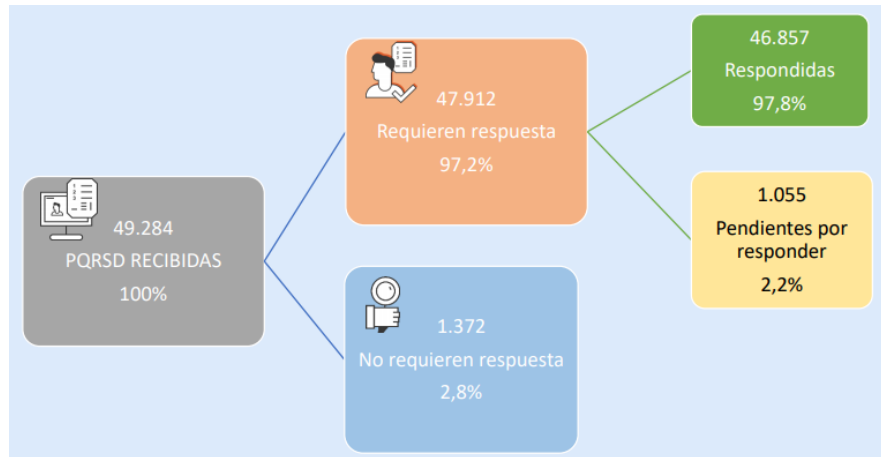 49.284
PQRSD RECIBIDAS
100%
47.912
Requieren respuesta
97,2%
1.372
No requieren respuesta
2,8%
46.857
Respondidas
97,8%
1.055
Pendientes por
responder
2,2%